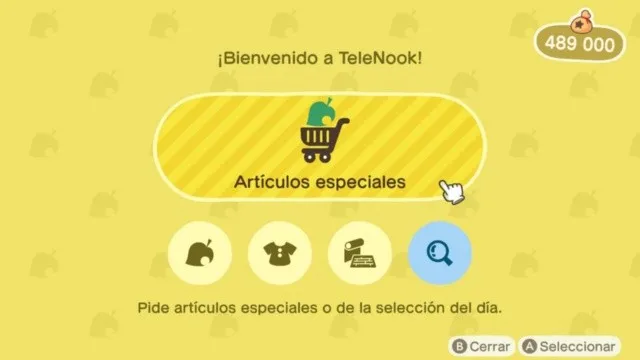 489 000
¡Bienvenido a TeleNook!
Artículos especiales
Pide artículos especiales o de la selección del día.
B Cerrar A Seleccionar